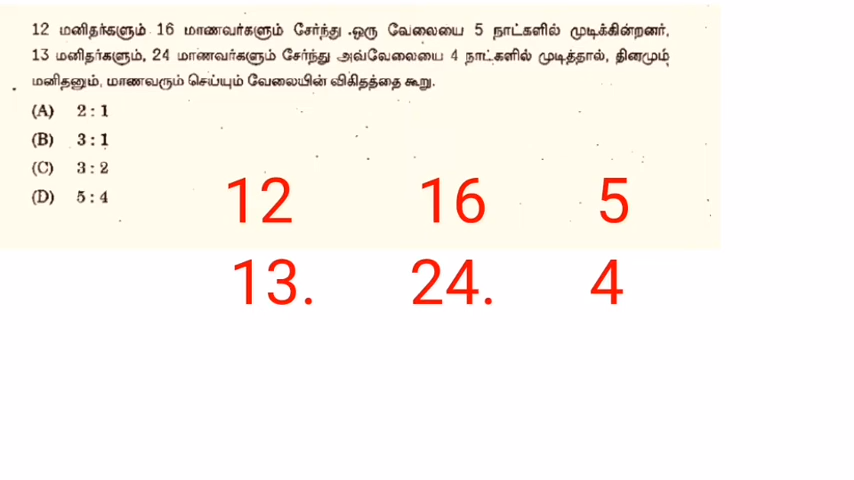 12 மனிதர்களும் 16 மாணவர்களும் சேர்ந்து ஒரு வேலையை 5 நாட்களில் முடிக்கின்றனர்,
13 மனிதர்களும், 24 மாணவர்களும் சேர்ந்து அவ்வேலையை 4 நாட்களில் முடித்தால், தினமும்
மனிதனும், மாணவரும் செய்யும் வேலையின் விகிதத்தை கூறு.
(A) 2 : 1
(B) 3 : 1
(C) 3 : 2
(D) 5 : 4
12 16 5
13. 24. 4